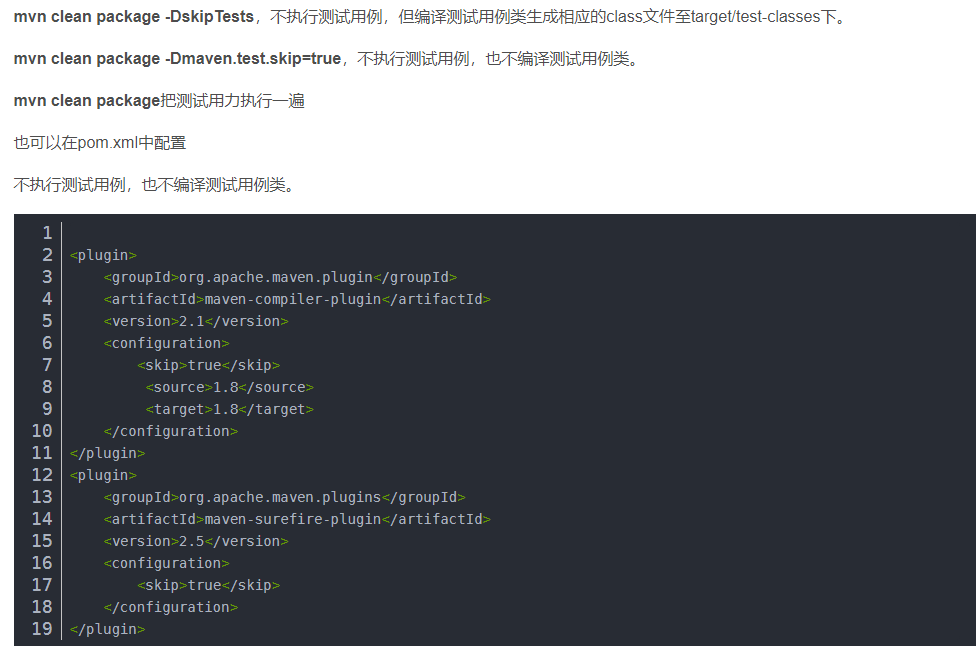 mvn clean package -DskipTests，不执行测试用例，但编译测试用例类生成相应的class文件至target/test-classes下。
mvn clean package -Dmaven.test.skip=true，不执行测试用例，也不编译测试用例类。
mvn clean package把测试用力执行一遍
也可以在pom.xml中配置
不执行测试用例，也不编译测试用例类。
1
2 <plugin>
3     <groupId>org.apache.maven.plugin</groupId>
4     <artifactId>maven-compiler-plugin</artifactId>
5     <version>2.1</version>
6     <configuration>
7         <skip>true</skip>
8          <source>1.8</source>
9          <target>1.8</target>
10     </configuration>
11 </plugin>
12 <plugin>
13     <groupId>org.apache.maven.plugins</groupId>
14     <artifactId>maven-surefire-plugin</artifactId>
15     <version>2.5</version>
16     <configuration>
17         <skip>true</skip>
18     </configuration>
19 </plugin>